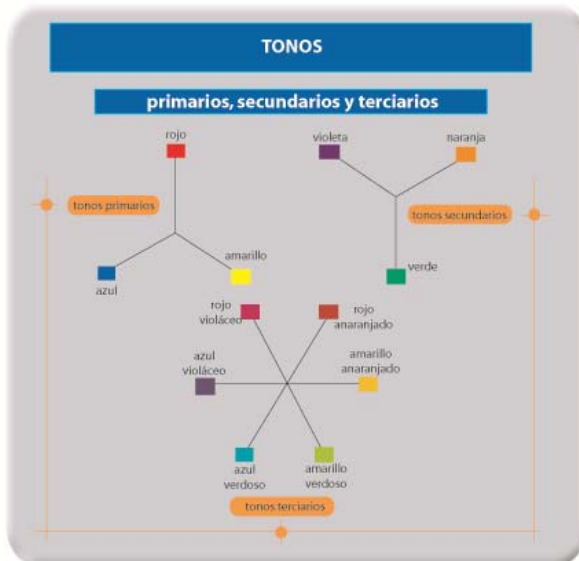 TONOS
primarios, secundarios y terciarios
rojo
tonos primarios
azul
amarillo
violeta
naranja
tonos secundarios
verde
rojo
violáceo
rojo
anaranjado
azul
violáceo
amarillo
anaranjado
azul
verdoso
amarillo
verdoso
tonos terciarios